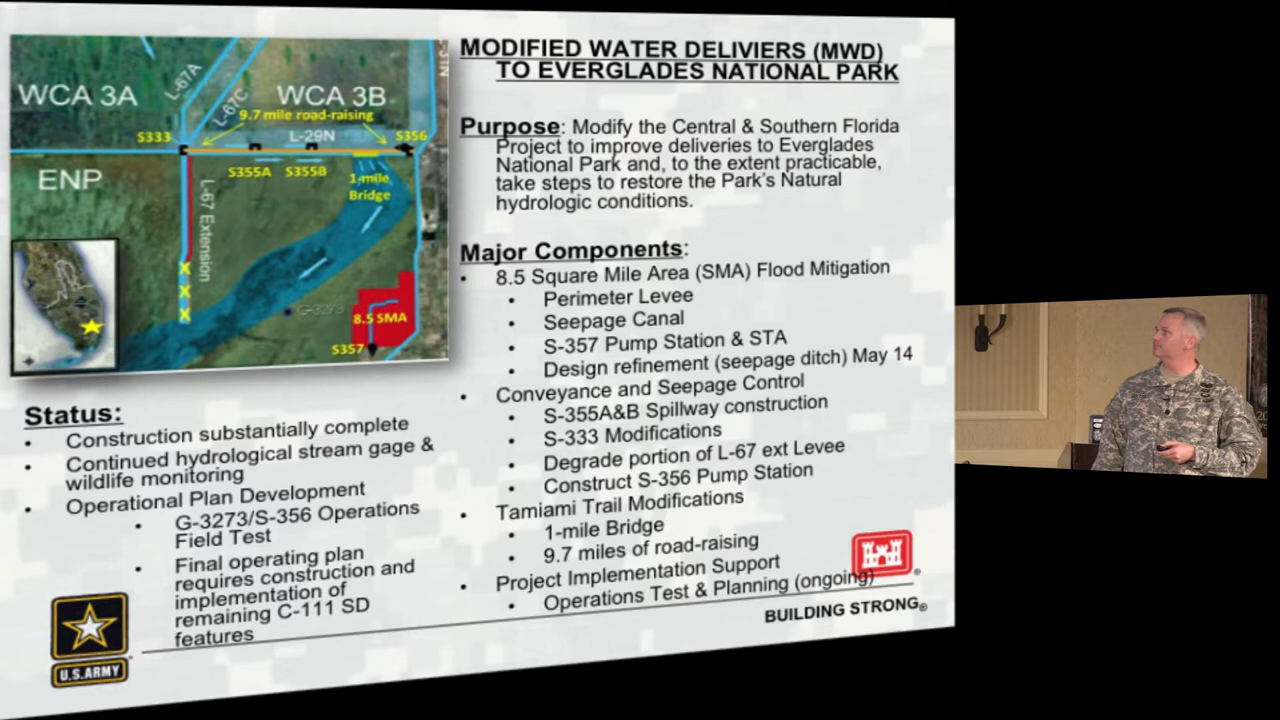 MODIFIED WATER DELIVIERS (MWD)
TO EVERGLADES NATIONAL PARK
Purpose: Modify the Central & Southern Florida
Project to improve deliveries to Everglades
National Park and, to the extent practicable,
take steps to restore the Park's Natural
hydrologic conditions.
Major Components:
• 8.5 Square Mile Area (SMA) Flood Mitigation
• Perimeter Levee
• Seepage Canal
• S-357 Pump Station & STA
• Design refinement (seepage ditch) May 14
• Conveyance and Seepage Control
• S-355A&B Spillway construction
• S-333 Modifications
• Degrade portion of L-67 ext Levee
• Construct S-356 Pump Station
• Tamiami Trail Modifications
• 1-mile Bridge
• 9.7 miles of road-raising
• Project Implementation Support
• Operations Test & Planning (ongoing)
WCA 3A
L-67A
L-67C
WCA 3B
L-31N
9.7 mile road-raising
S333
L-29N
S356
S355A
S355B
1-mile
Bridge
ENP
L-67 Extension
X
X
X
G-3273
8.5 SMA
S357
Status:
• Construction substantially complete
• Continued hydrological stream gage &
wildlife monitoring
• Operational Plan Development
• G-3273/S-356 Operations
Field Test
• Final operating plan
requires construction and
implementation of
remaining C-111 SD
features
U.S.ARMY
BUILDING STRONG®